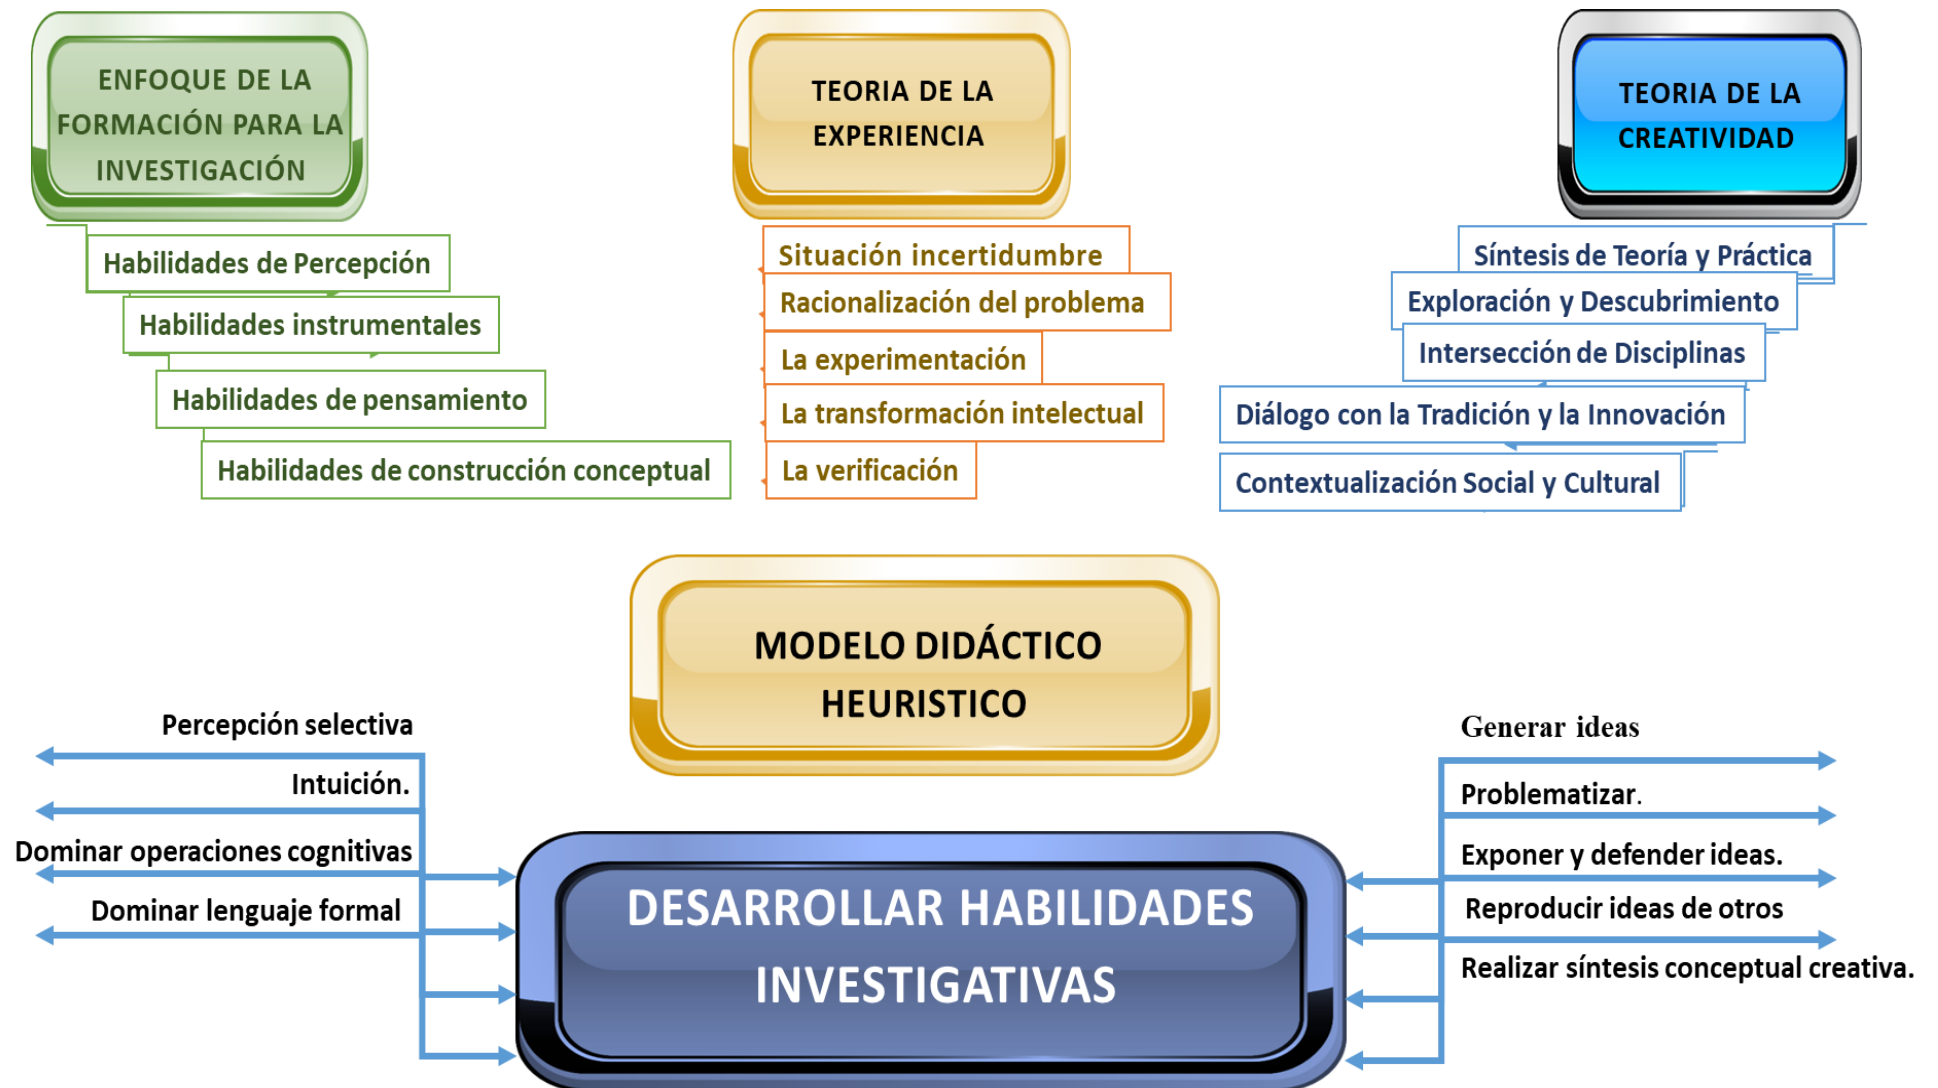 ENFOQUE DE LA
FORMACIÓN PARA LA
INVESTIGACIÓN
Habilidades de Percepción
Habilidades instrumentales
Habilidades de pensamiento
Habilidades de construcción conceptual
TEORIA DE LA
EXPERIENCIA
Situación incertidumbre
Racionalización del problema
La experimentación
La transformación intelectual
La verificación
TEORIA DE LA
CREATIVIDAD
Síntesis de Teoría y Práctica
Exploración y Descubrimiento
Intersección de Disciplinas
Diálogo con la Tradición y la Innovación
Contextualización Social y Cultural
MODELO DIDÁCTICO
HEURISTICO
Percepción selectiva
Intuición.
Dominar operaciones cognitivas
Dominar lenguaje formal
DESARROLLAR HABILIDADES
INVESTIGATIVAS
Generar ideas
Problematizar.
Exponer y defender ideas.
Reproducir ideas de otros
Realizar síntesis conceptual creativa.